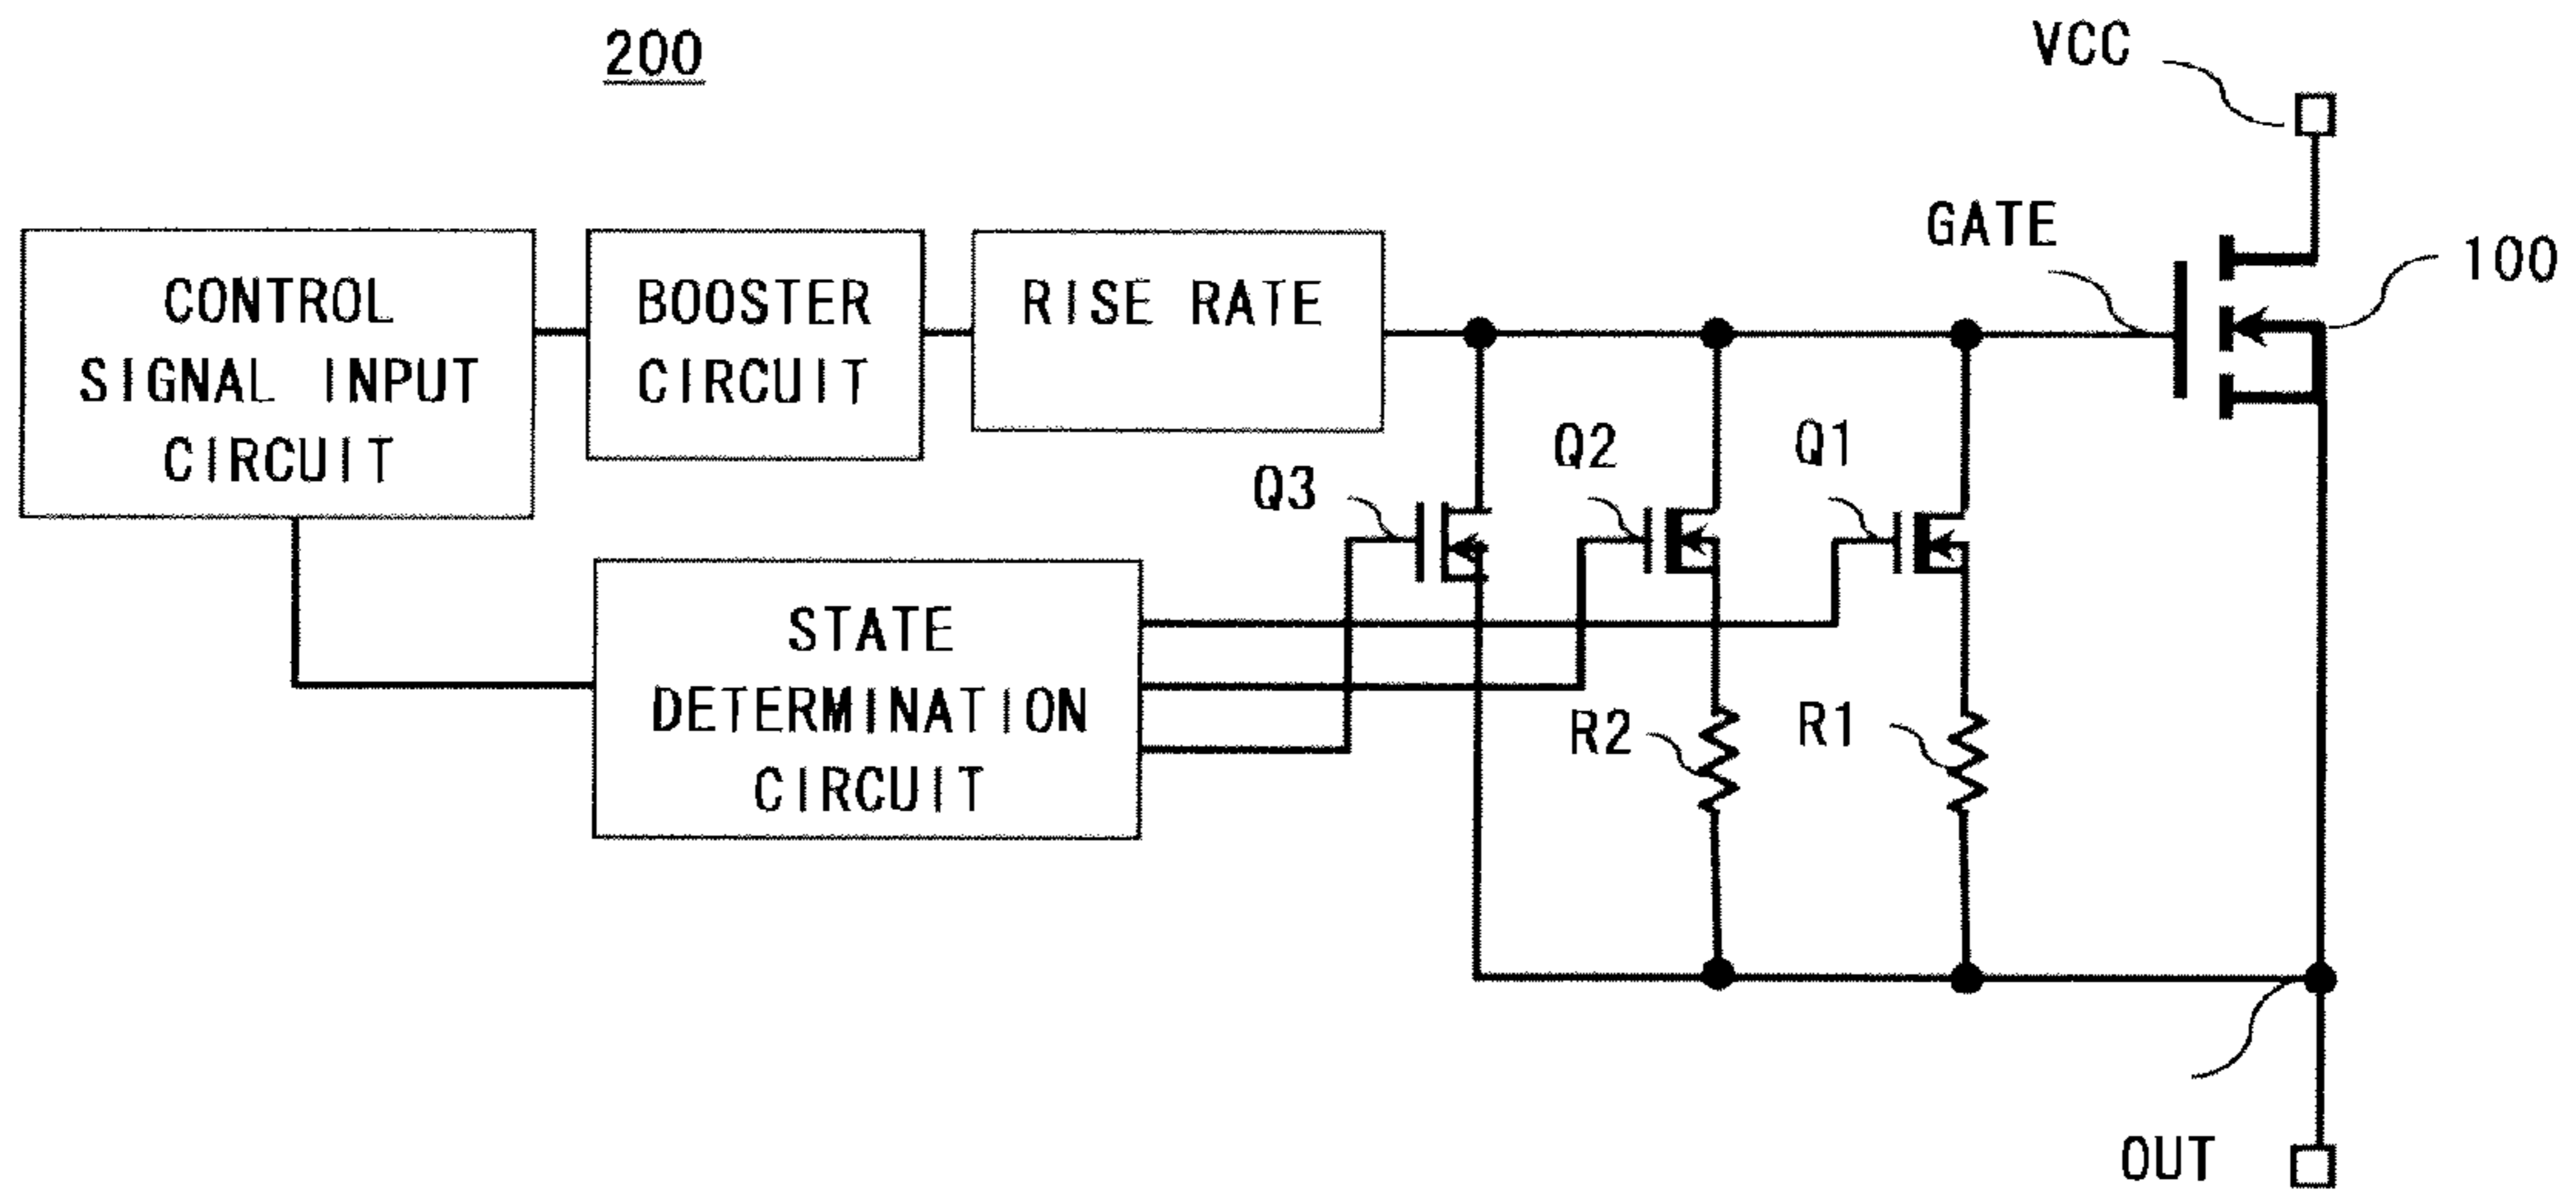 200
VCC
GATE
100
CONTROL
SIGNAL INPUT
CIRCUIT
BOOSTER
CIRCUIT
RISE RATE
Q3
Q2
Q1
STATE
DETERMINATION
CIRCUIT
R2
R1
OUT